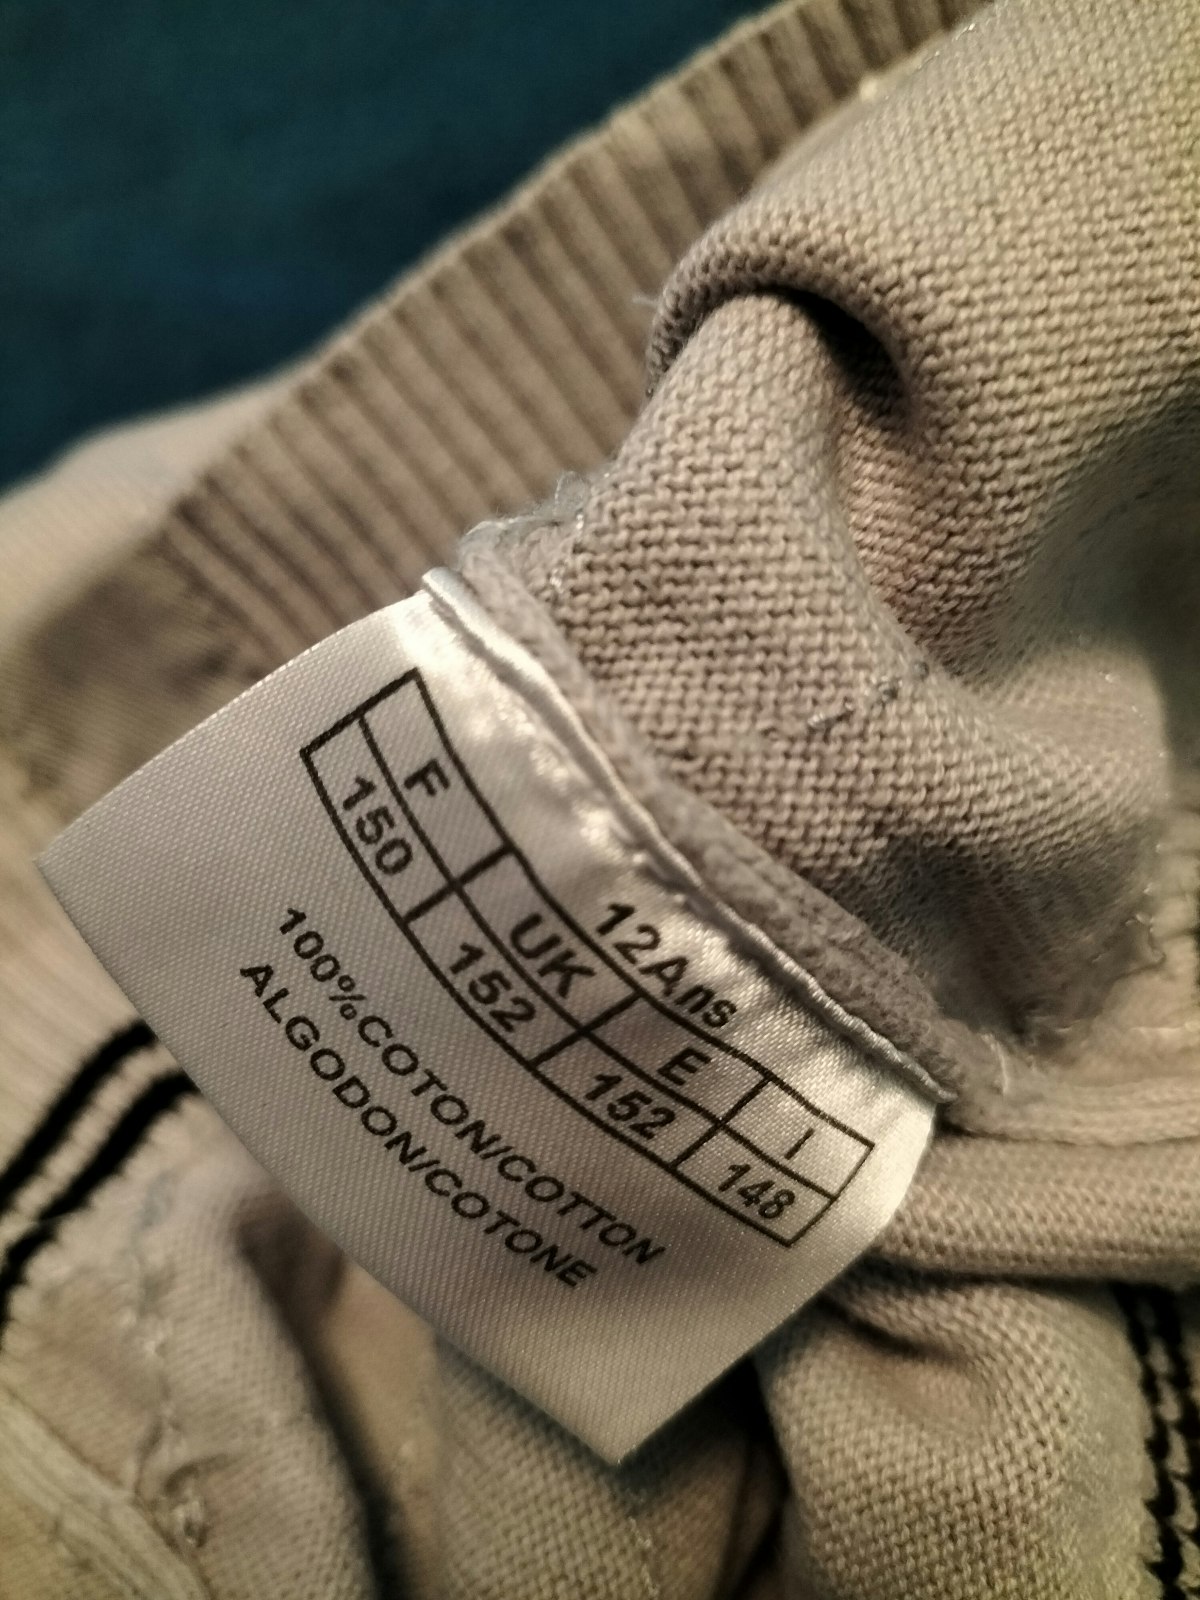 12Ans
F UK E I
150 152 152 148
100%COTON/COTTON
ALGODON/COTONE